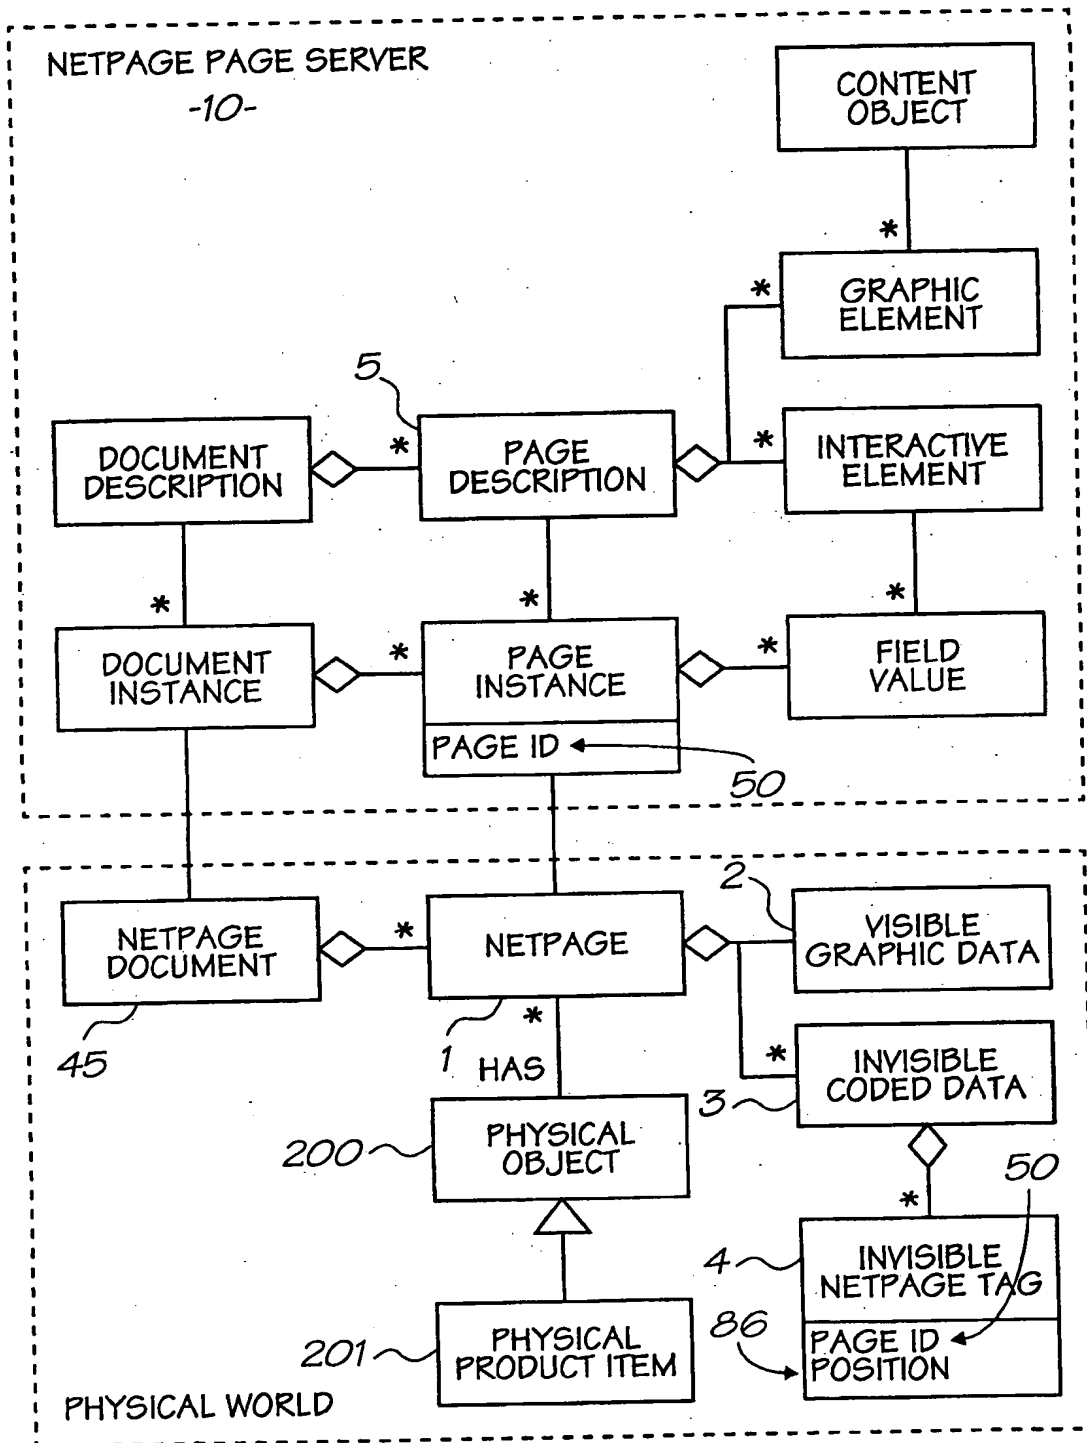 NETPAGE PAGE SERVER
-10-
CONTENT
OBJECT
*
GRAPHIC
ELEMENT
*
5
DOCUMENT
DESCRIPTION
*
PAGE
DESCRIPTION
*
INTERACTIVE
ELEMENT
*
*
*
DOCUMENT
INSTANCE
*
PAGE
INSTANCE
*
FIELD
VALUE
PAGE ID
50
2
NETPAGE
DOCUMENT
*
NETPAGE
VISIBLE
GRAPHIC DATA
45
1
*
HAS
*
INVISIBLE
CODED DATA
3
200
PHYSICAL
OBJECT
50
*
4
INVISIBLE
NETPAGE TAG
201
PHYSICAL
PRODUCT ITEM
86
PAGE ID
POSITION
PHYSICAL WORLD